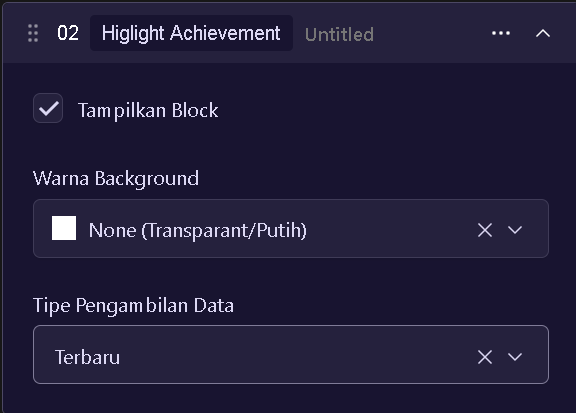 02 Higlight Achievement Untitled
Tampilkan Block
Warna Background
None (Transparant/Putih)
Tipe Pengambilan Data
Terbaru